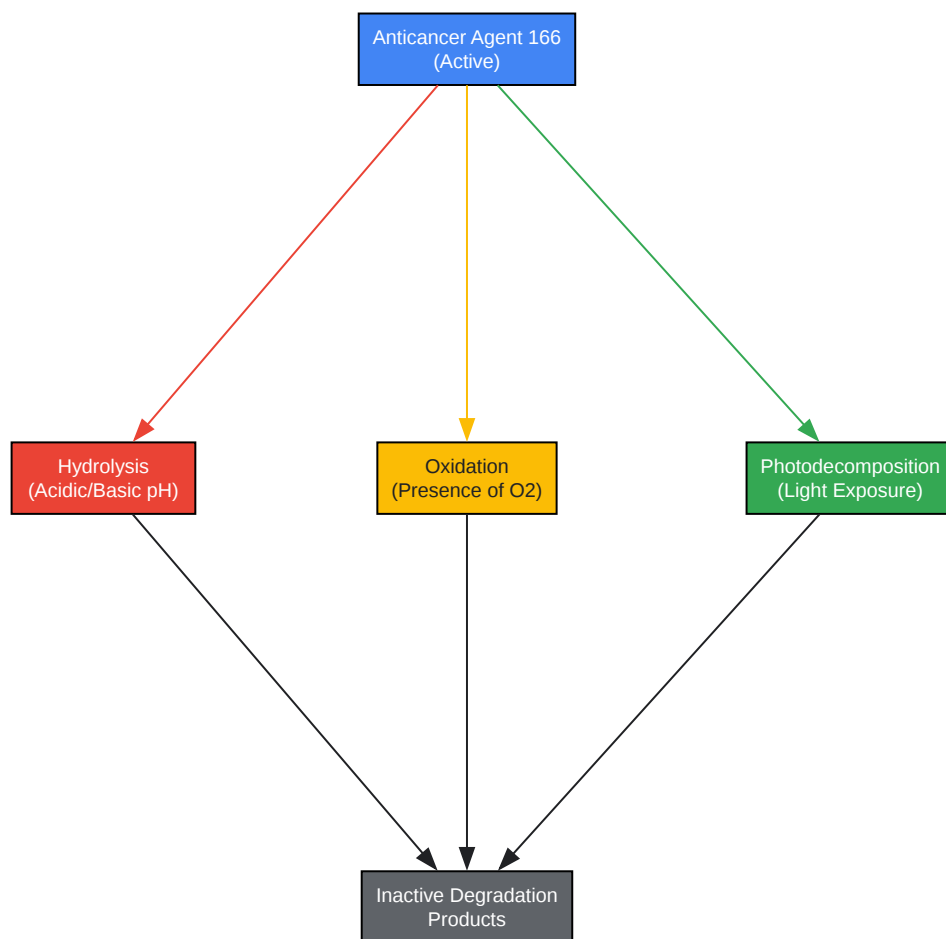 Anticancer Agent 166
(Active)
Hydrolysis
(Acidic/Basic pH)
Oxidation
(Presence of O2)
Photodecomposition
(Light Exposure)
Inactive Degradation
Products